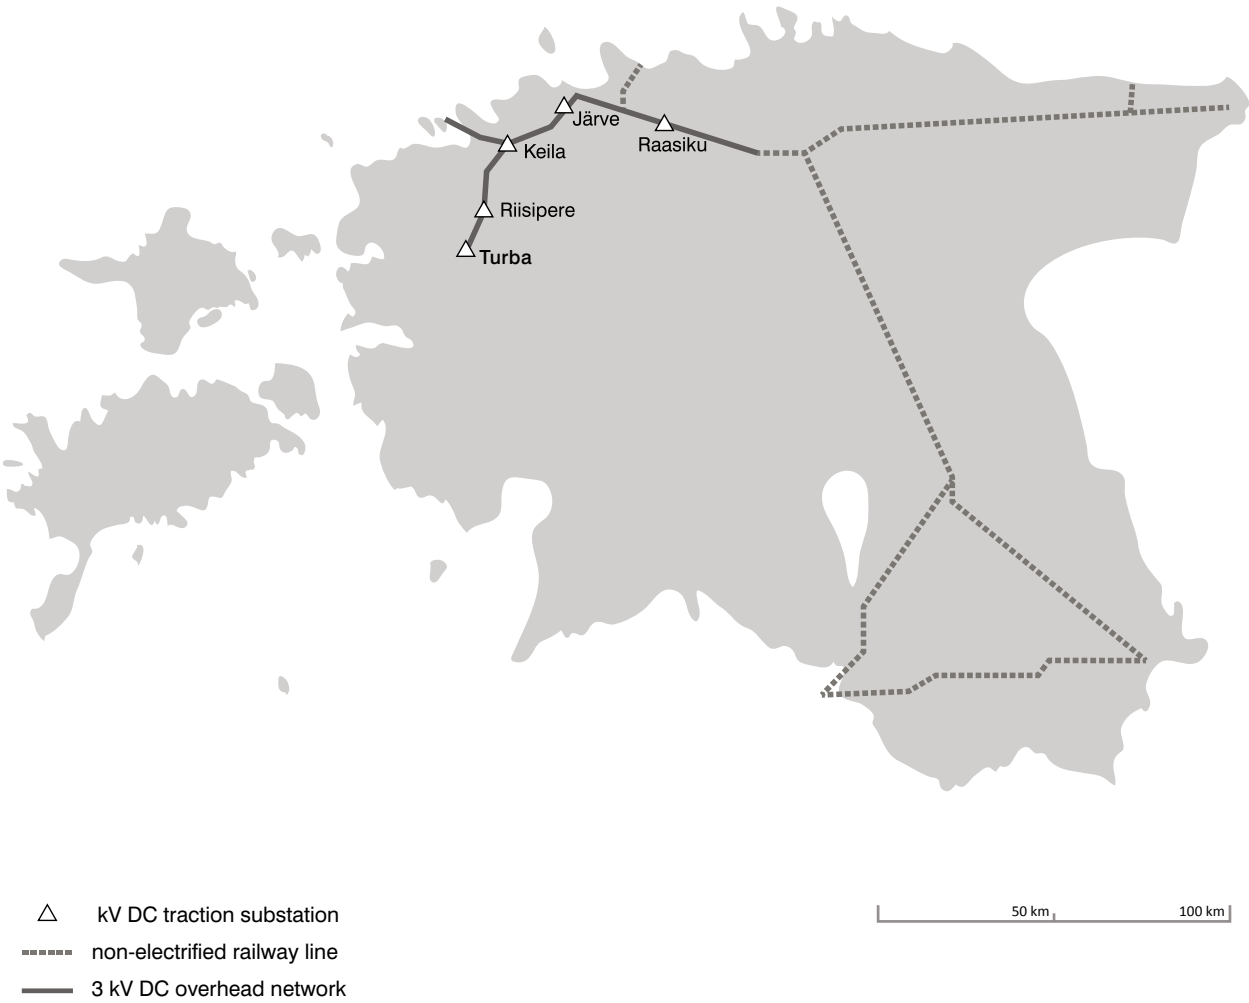 Järve
Raasiku
Keila
Riisipere
Turba
kV DC traction substation
non-electrified railway line
3 kV DC overhead network
50 km
100 km